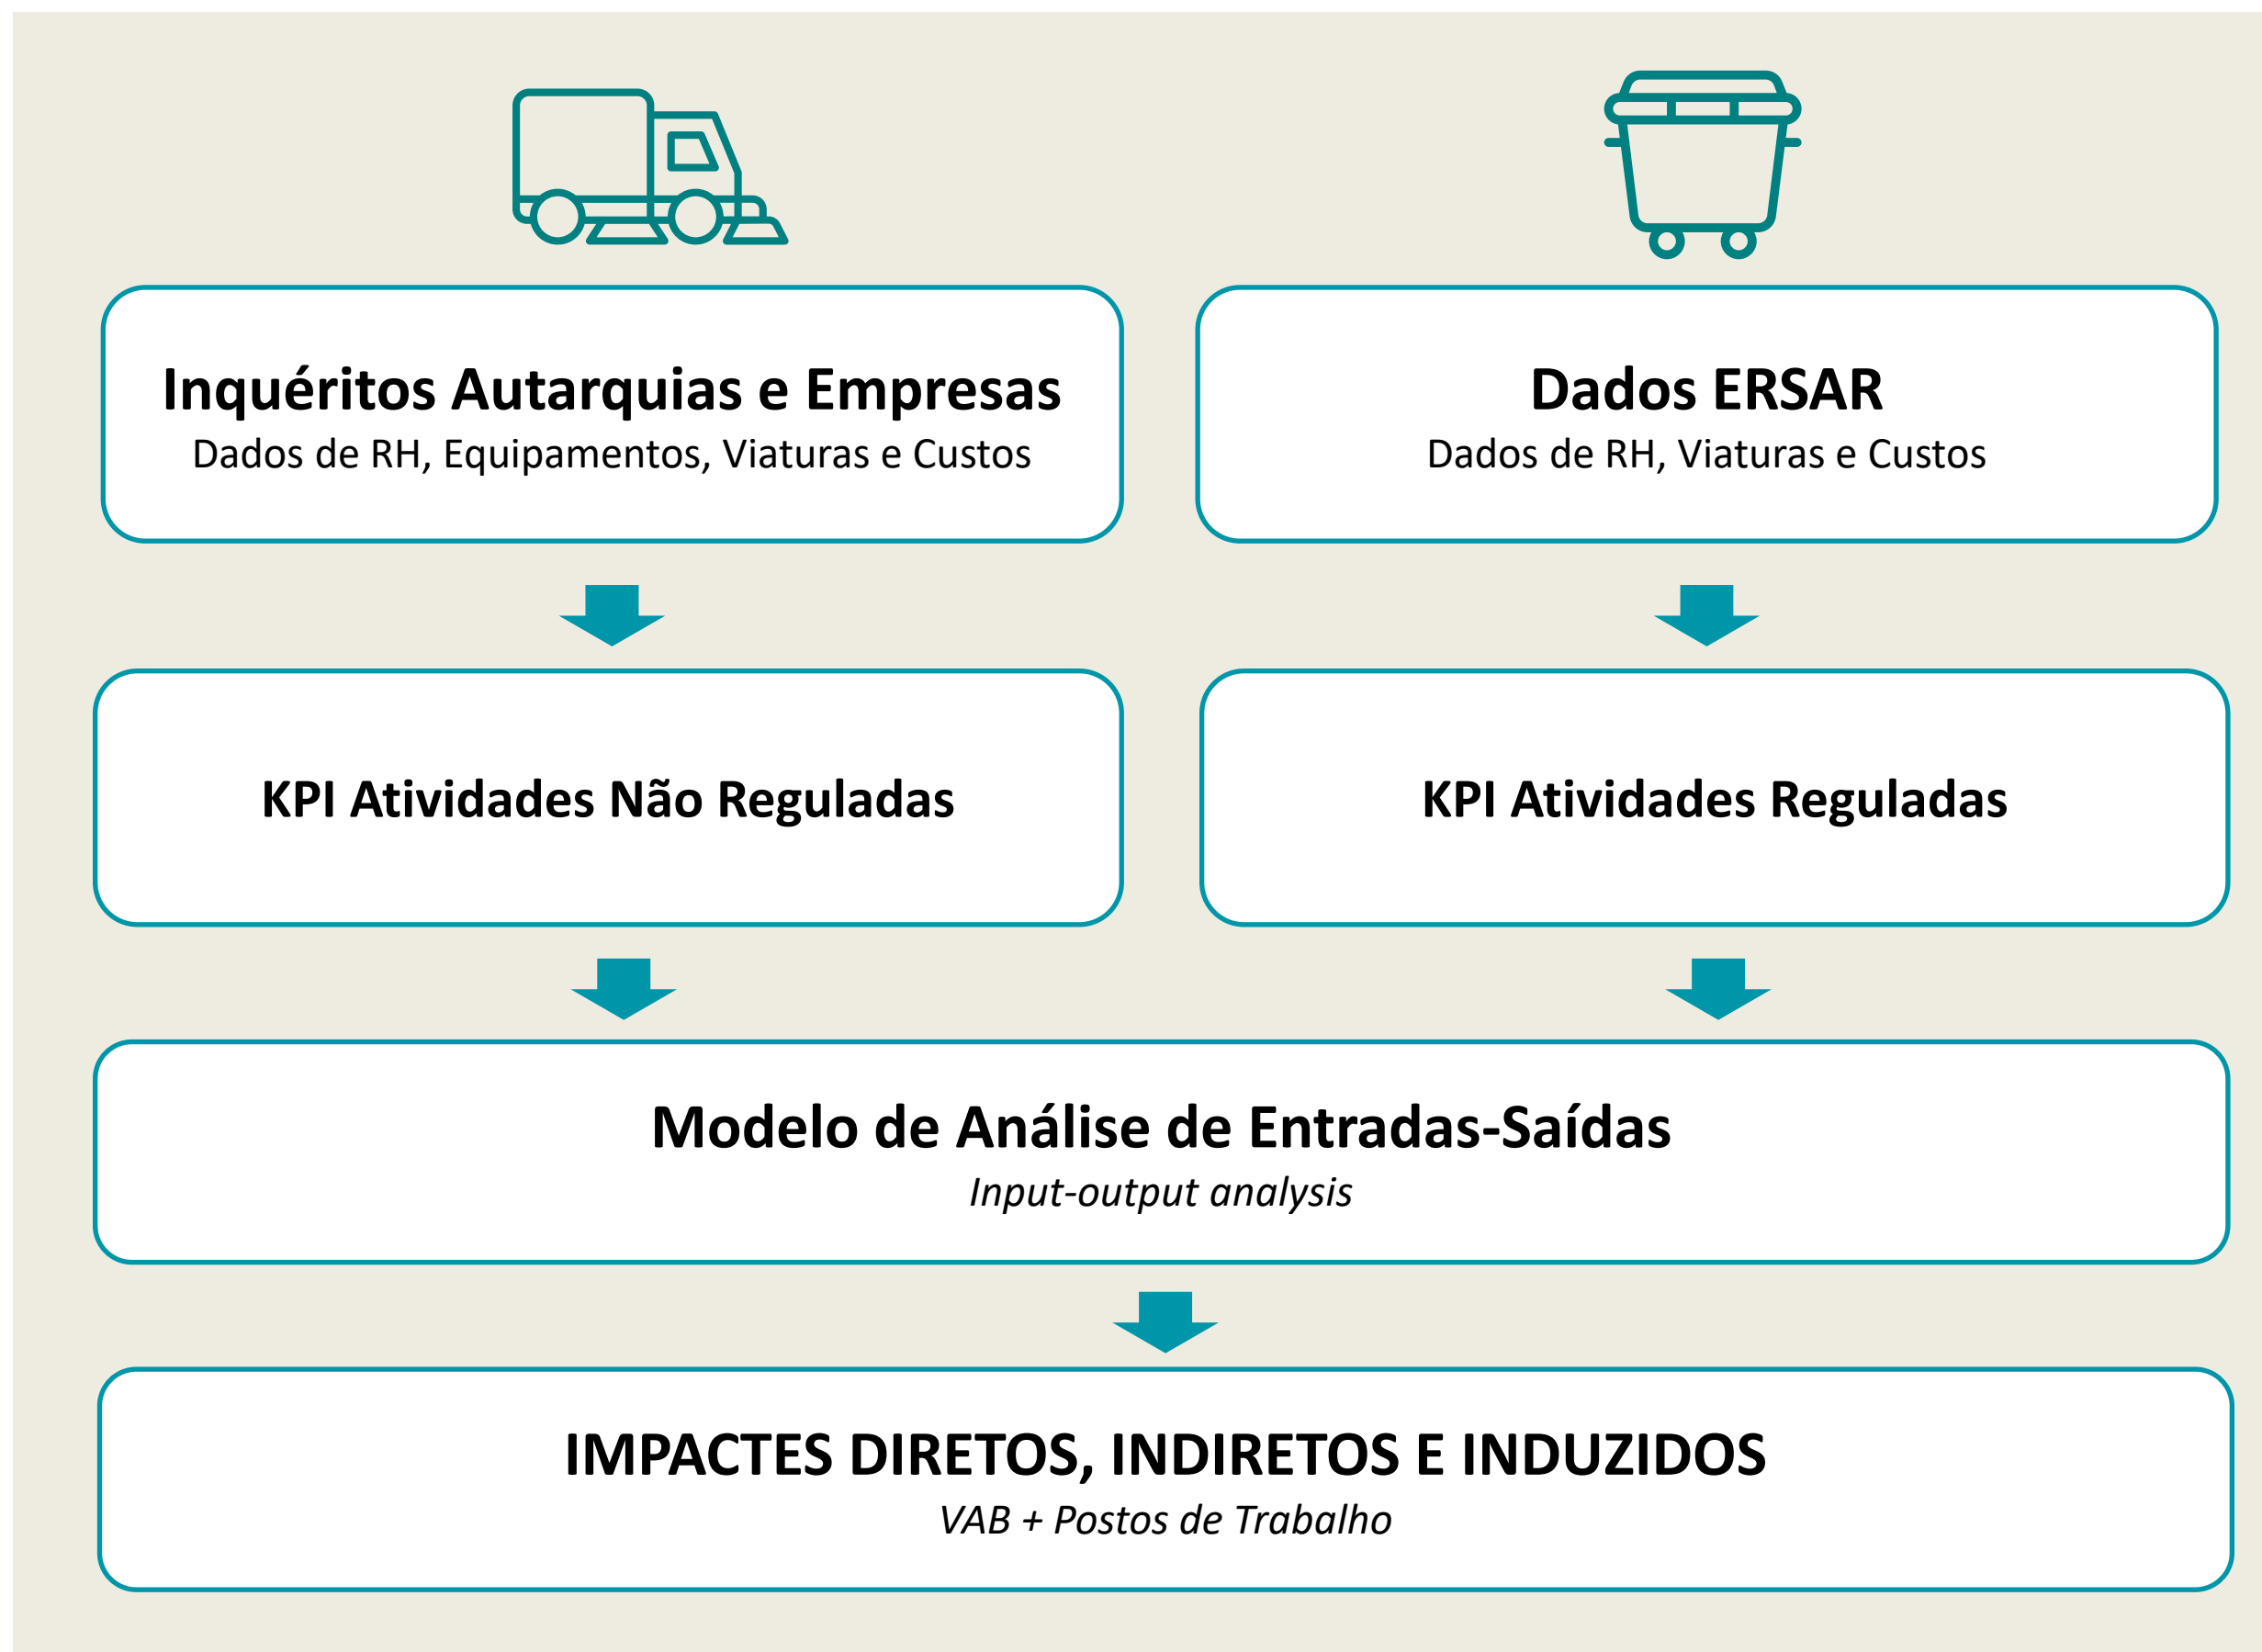 Inquéritos Autarquias e Empresas
Dados de RH, Equipamentos, Viaturas e Custos
Dados ERSAR
Dados de RH, Viaturas e Custos
KPI Atividades Não Reguladas
KPI Atividades Reguladas
Modelo de Análise de Entradas-Saídas
Input-output analysis
IMPACTES DIRETOS, INDIRETOS E INDUZIDOS
VAB + Postos de Trabalho